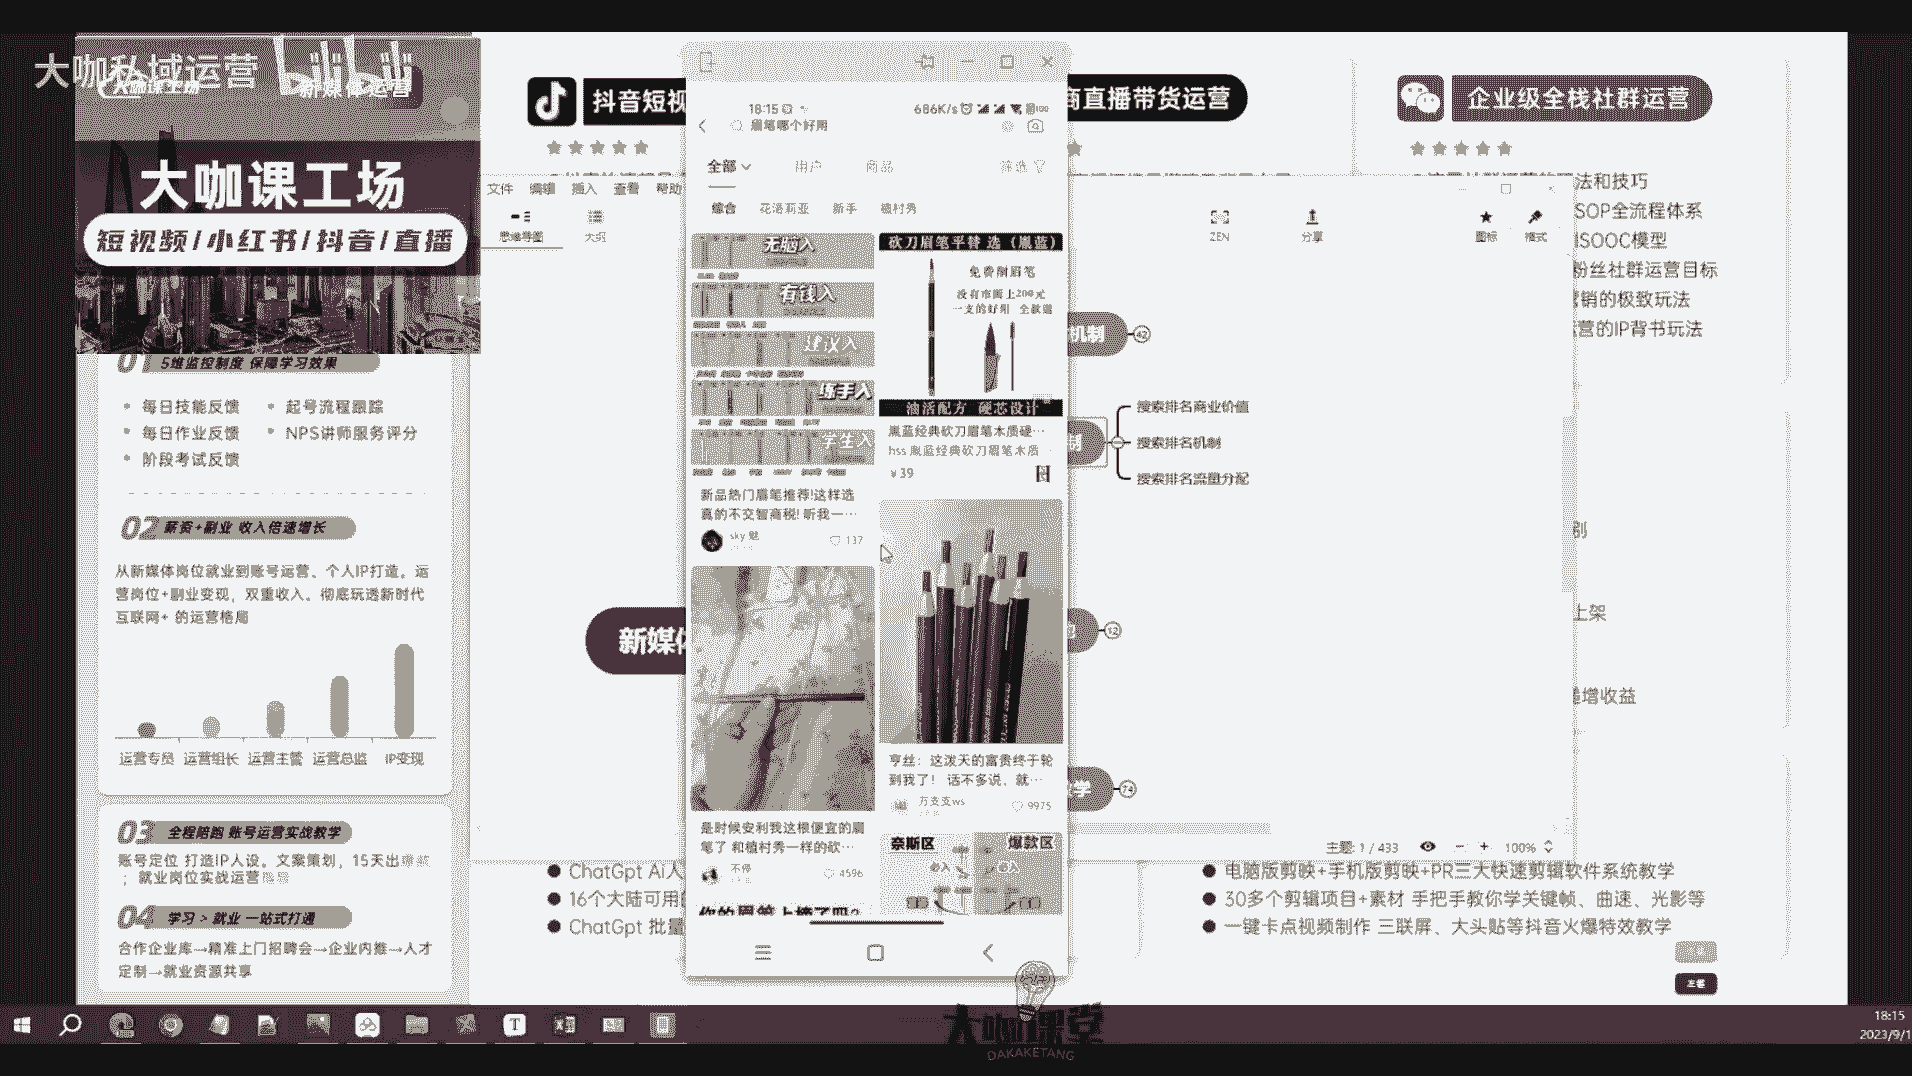 大咖私域运营
bilibili
新媒体运营
大咖课工场
短视频/小红书/抖音/直播
01 5维监控制度 保障学习效果
每日技能反馈
起号流程跟踪
每日作业反馈
NPS讲师服务评分
阶段考试反馈
02 薪资+副业 收入倍速增长
从新媒体岗位就业到账号运营、个人IP打造。运
营岗位+副业变现，双重收入。彻底玩透新时代
互联网+ 的运营格局
运营专员 运营组长 运营主管 运营总监 IP变现
03 全程陪跑 账号运营实战教学
账号定位 打造IP人设。文案策划，15天出
；就业岗位实战运营
04 学习 > 就业 一站式打通
合作企业库→精准上门招聘会→企业内推→人才
定制→就业资源共享
抖音短视
商直播带货运营
企业级全栈社群运营
法和技巧
SOP全流程体系
ISOOC模型
粉丝社群运营目标
营销的极致玩法
运营的IP背书玩法
文件 编辑 插入 查看 帮助
思维导图
大纲
ZEN
分享
图标
格式
18:15
686K/s
眉笔哪个好用
全部
用户
商品
筛选
综合
花洛莉亚
新手
植村秀
无脑入
有钱入
建议入
练手入
学生入
新品热门眉笔推荐!这样选
真的不交智商税! 听我一…
sky 魅
137
砍刀眉笔平替 选（胤蓝）
免费削眉笔
没有市面上200元
一支的好用 全歇逼
油活配方 硬芯设计
胤蓝经典砍刀眉笔木质硬…
hss 胤蓝经典砍刀眉笔木质
¥39
是时候安利我这根便宜的眉
笔了 和植村秀一样的砍…
不停
4596
亨丝：这泼天的富贵终于轮
到我了！ 话不多说，就…
万支支ws
9975
奈斯区
爆款区
必入
必入
你的眉笔上榜了吗?
新媒体
机制
42
制
搜索排名商业价值
搜索排名机制
搜索排名流量分配
12
学
74
上架
递增收益
主题: 1 / 433
100%
ChatGpt AI人
16个大陆可用的
ChatGpt 批量
电脑版剪映+手机版剪映+PR三大快速剪辑软件系统教学
30多个剪辑项目+素材 手把手教你学关键帧、曲速、光影等
一键卡点视频制作 三联屏、大头贴等抖音火爆特效教学
大咖课堂
DAKAKETANG
18:15
2023/9/1